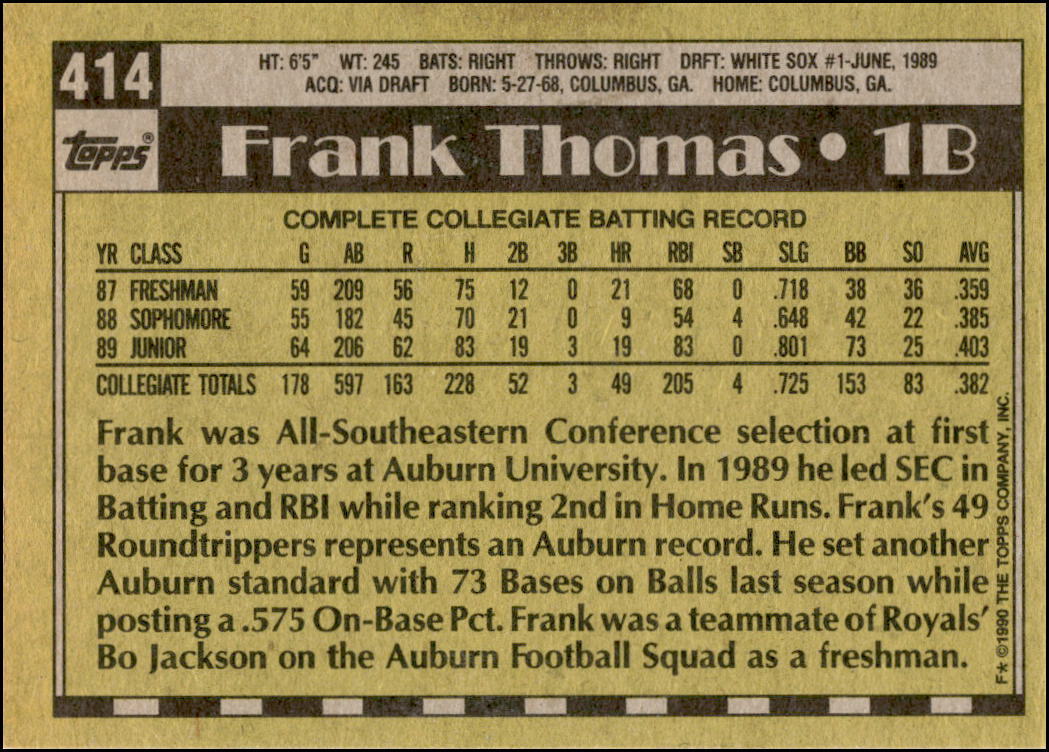 414
HT: 6'5" WT: 245 BATS: RIGHT THROWS: RIGHT DRFT: WHITE SOX #1-JUNE, 1989
ACQ: VIA DRAFT BORN: 5-27-68, COLUMBUS, GA. HOME: COLUMBUS, GA.
topps®
Frank Thomas • 1B
COMPLETE COLLEGIATE BATTING RECORD
YR CLASS G AB R H 2B 3B HR RBI SB SLG BB SO AVG
87 FRESHMAN 59 209 56 75 12 0 21 68 0 .718 38 36 .359
88 SOPHOMORE 55 182 45 70 21 0 9 54 4 .648 42 22 .385
89 JUNIOR 64 206 62 83 19 3 19 83 0 .801 73 25 .403
COLLEGIATE TOTALS 178 597 163 228 52 3 49 205 4 .725 153 83 .382
Frank was All-Southeastern Conference selection at first
base for 3 years at Auburn University. In 1989 he led SEC in
Batting and RBI while ranking 2nd in Home Runs. Frank's 49
Roundtrippers represents an Auburn record. He set another
Auburn standard with 73 Bases on Balls last season while
posting a .575 On-Base Pct. Frank was a teammate of Royals'
Bo Jackson on the Auburn Football Squad as a freshman.
F★ ©1990 THE TOPPS COMPANY, INC.